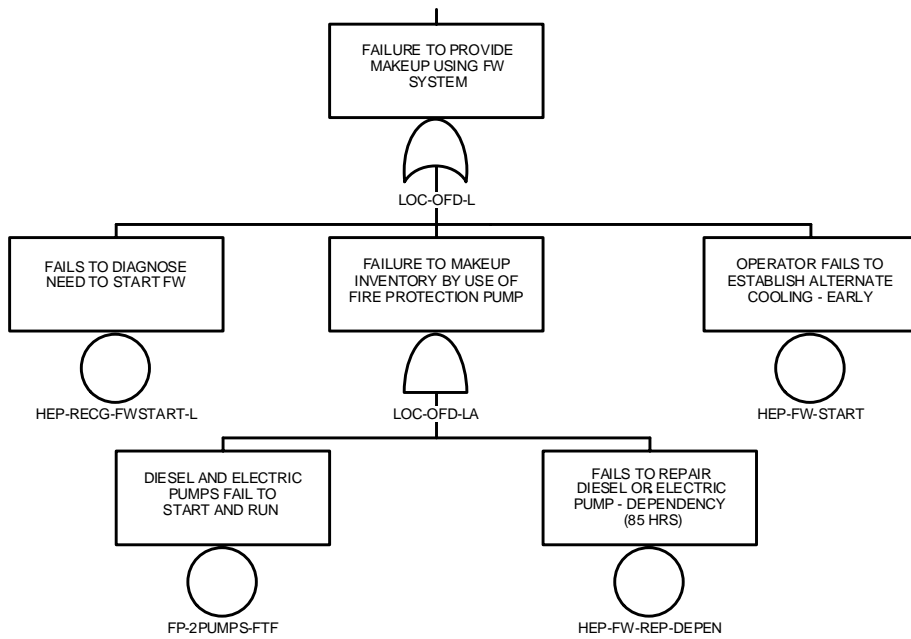 FAILURE TO PROVIDE
MAKEUP USING FW
SYSTEM
LOC-OFD-L
FAILS TO DIAGNOSE
NEED TO START FW
HEP-RECG-FWSTART-L
FAILURE TO MAKEUP
INVENTORY BY USE OF
FIRE PROTECTION PUMP
LOC-OFD-LA
OPERATOR FAILS TO
ESTABLISH ALTERNATE
COOLING - EARLY
HEP-FW-START
DIESEL AND ELECTRIC
PUMPS FAIL TO
START AND RUN
FP-2PUMPS-FTF
FAILS TO REPAIR
DIESEL OR ELECTRIC
PUMP - DEPENDENCY
(85 HRS)
HEP-FW-REP-DEPEN